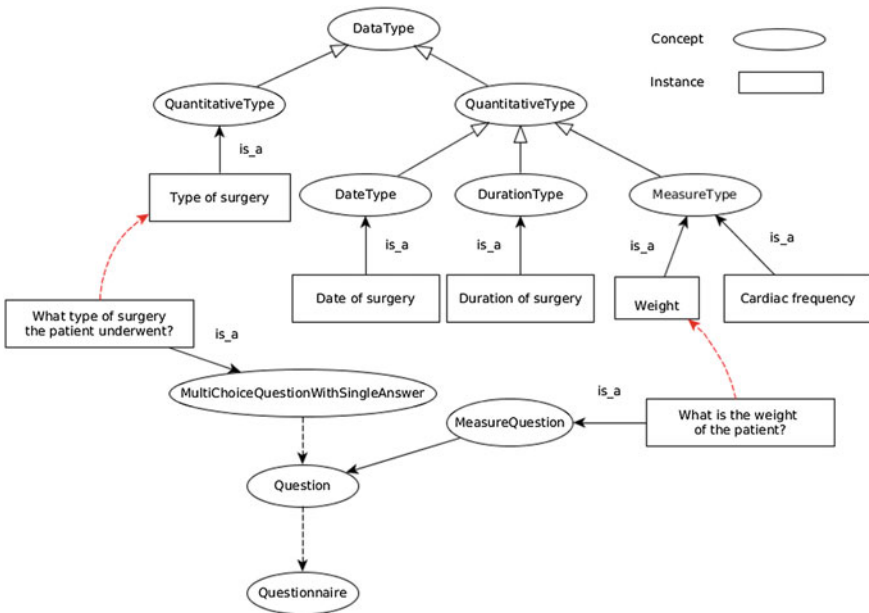 DataType
Concept
Instance
QuantitativeType
QuantitativeType
is_a
Type of surgery
DateType
DurationType
MeasureType
is_a
is_a
is_a
is_a
Date of surgery
Duration of surgery
Weight
Cardiac frequency
What type of surgery
the patient underwent?
is_a
MultiChoiceQuestionWithSingleAnswer
is_a
MeasureQuestion
What is the weight
of the patient?
Question
Questionnaire